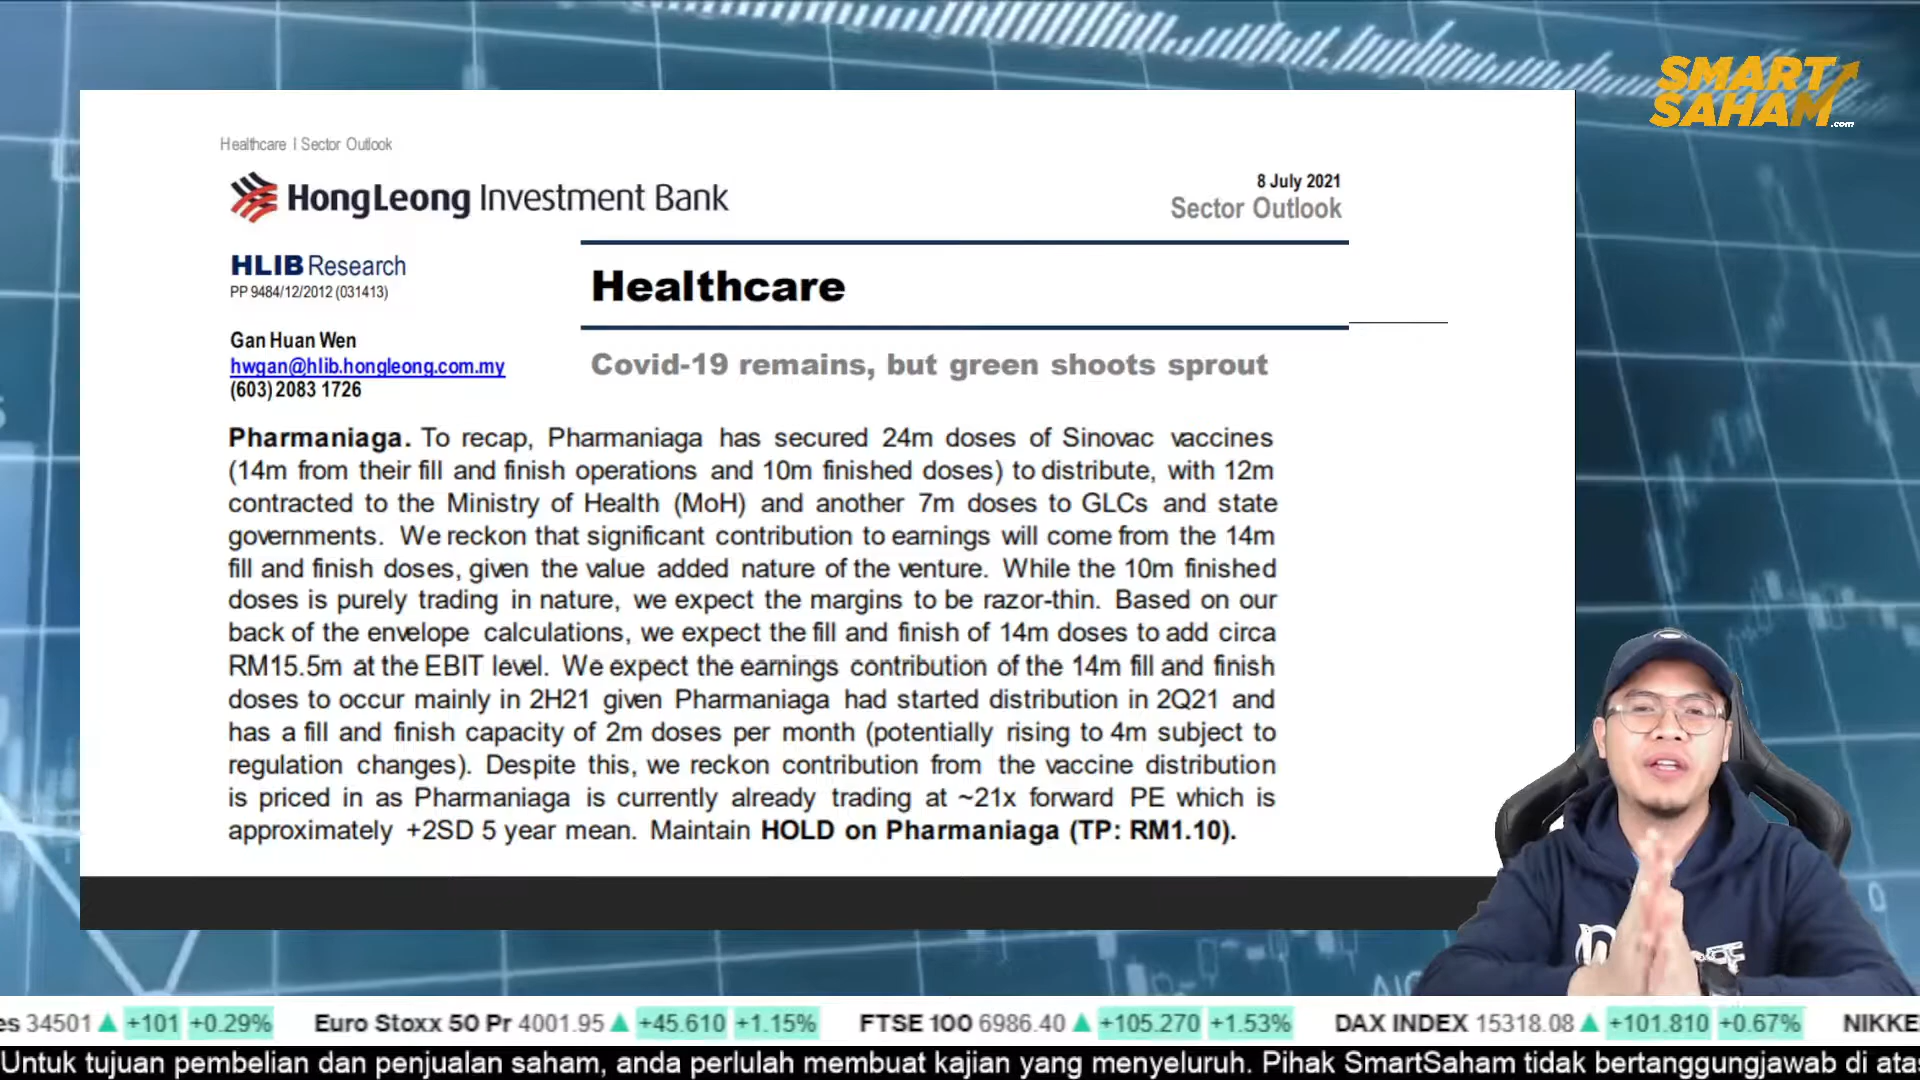 SMART
SAHAM
.com
Healthcare | Sector Outlook
HongLeong Investment Bank
8 July 2021
Sector Outlook
HLIB Research
PP 9484/12/2012 (031413)
Healthcare
Gan Huan Wen
hwgan@hlib.hongleong.com.my
(603) 2083 1726
Covid-19 remains, but green shoots sprout
Pharmaniaga. To recap, Pharmaniaga has secured 24m doses of Sinovac vaccines
(14m from their fill and finish operations and 10m finished doses) to distribute, with 12m
contracted to the Ministry of Health (MoH) and another 7m doses to GLCs and state
governments. We reckon that significant contribution to earnings will come from the 14m
fill and finish doses, given the value added nature of the venture. While the 10m finished
doses is purely trading in nature, we expect the margins to be razor-thin. Based on our
back of the envelope calculations, we expect the fill and finish of 14m doses to add circa
RM15.5m at the EBIT level. We expect the earnings contribution of the 14m fill and finish
doses to occur mainly in 2H21 given Pharmaniaga had started distribution in 2Q21 and
has a fill and finish capacity of 2m doses per month (potentially rising to 4m subject to
regulation changes). Despite this, we reckon contribution from the vaccine distribution
is priced in as Pharmaniaga is currently already trading at ~21x forward PE which is
approximately +2SD 5 year mean. Maintain HOLD on Pharmaniaga (TP: RM1.10).
es 34501 ▲ +101 +0.29% Euro Stoxx 50 Pr 4001.95 ▲ +45.610 +1.15% FTSE 100 6986.40 ▲ +105.270 +1.53% DAX INDEX 15318.08 ▲ +101.810 +0.67% NIKKE
Untuk tujuan pembelian dan penjualan saham, anda perlulah membuat kajian yang menyeluruh. Pihak SmartSaham tidak bertanggungjawab di atas